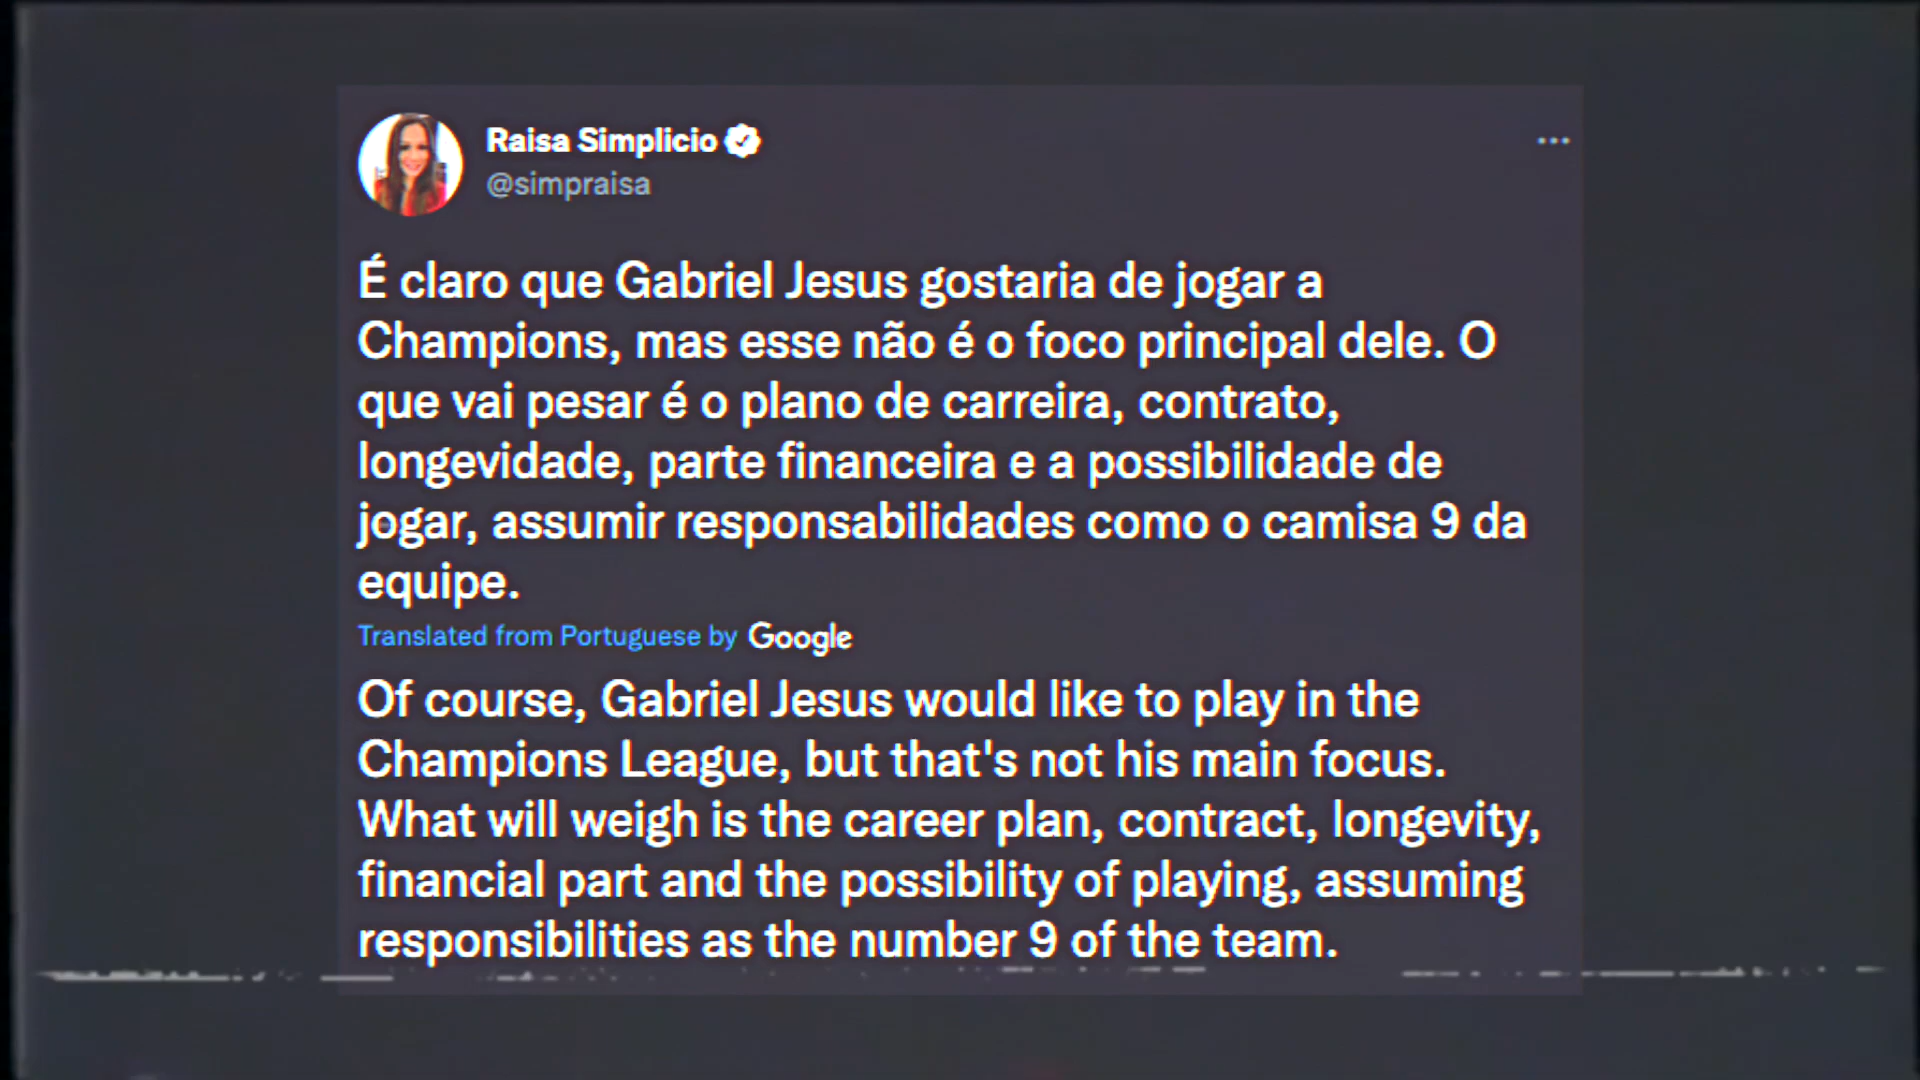 Raisa Simplicio
@simpraisa
É claro que Gabriel Jesus gostaria de jogar a
Champions, mas esse não é o foco principal dele. O
que vai pesar é o plano de carreira, contrato,
longevidade, parte financeira e a possibilidade de
jogar, assumir responsabilidades como o camisa 9 da
equipe.
Translated from Portuguese by Google
Of course, Gabriel Jesus would like to play in the
Champions League, but that's not his main focus.
What will weigh is the career plan, contract, longevity,
financial part and the possibility of playing, assuming
responsibilities as the number 9 of the team.